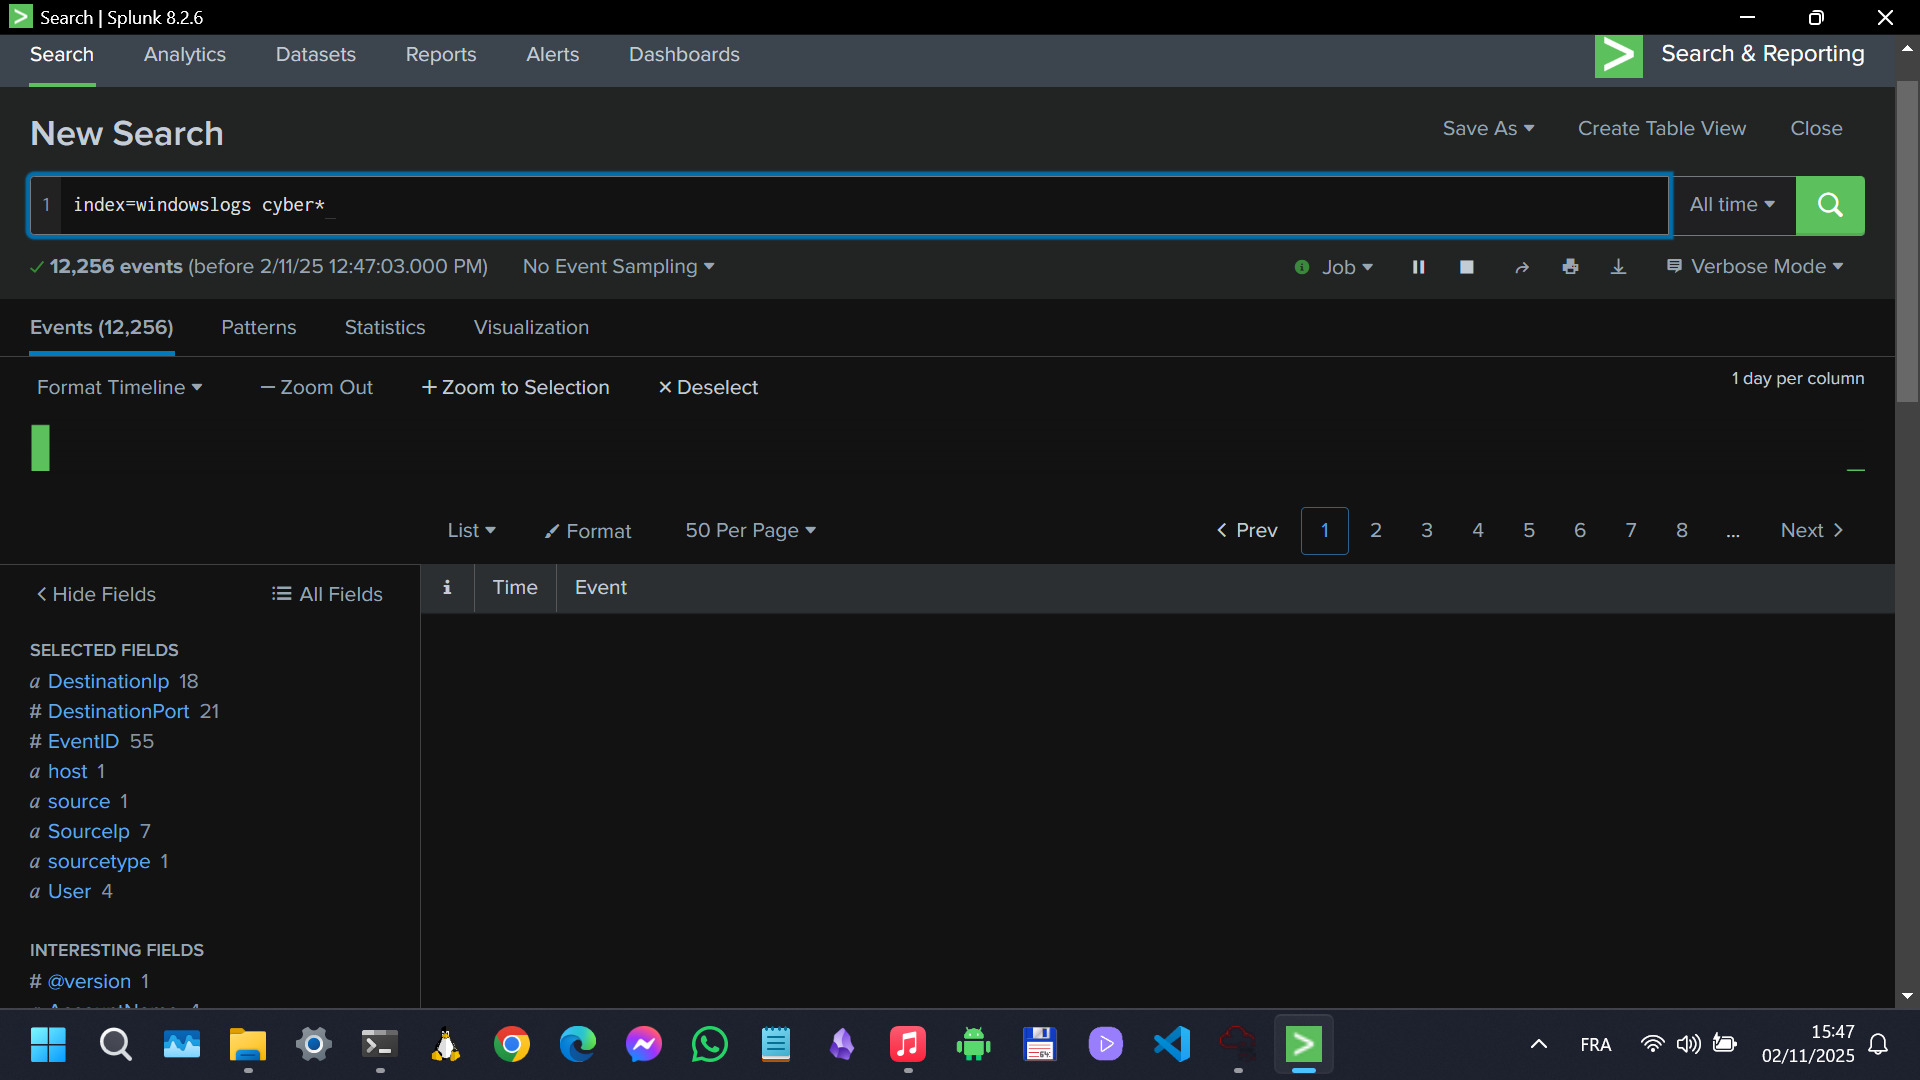 Search | Splunk 8.2.6
Search Analytics Datasets Reports Alerts Dashboards
Search & Reporting
New Search
Save As Create Table View Close
1 index=windowslogs cyber*
All time
12,256 events (before 2/11/25 12:47:03.000 PM) No Event Sampling
Job Verbose Mode
Events (12,256) Patterns Statistics Visualization
Format Timeline — Zoom Out + Zoom to Selection × Deselect
1 day per column
List Format 50 Per Page
< Prev 1 2 3 4 5 6 7 8 ... Next >
< Hide Fields All Fields
i Time Event
SELECTED FIELDS
a DestinationIp 18
# DestinationPort 21
# EventID 55
a host 1
a source 1
a SourceIp 7
a sourcetype 1
a User 4
INTERESTING FIELDS
# @version 1
64
FRA
15:47
02/11/2025